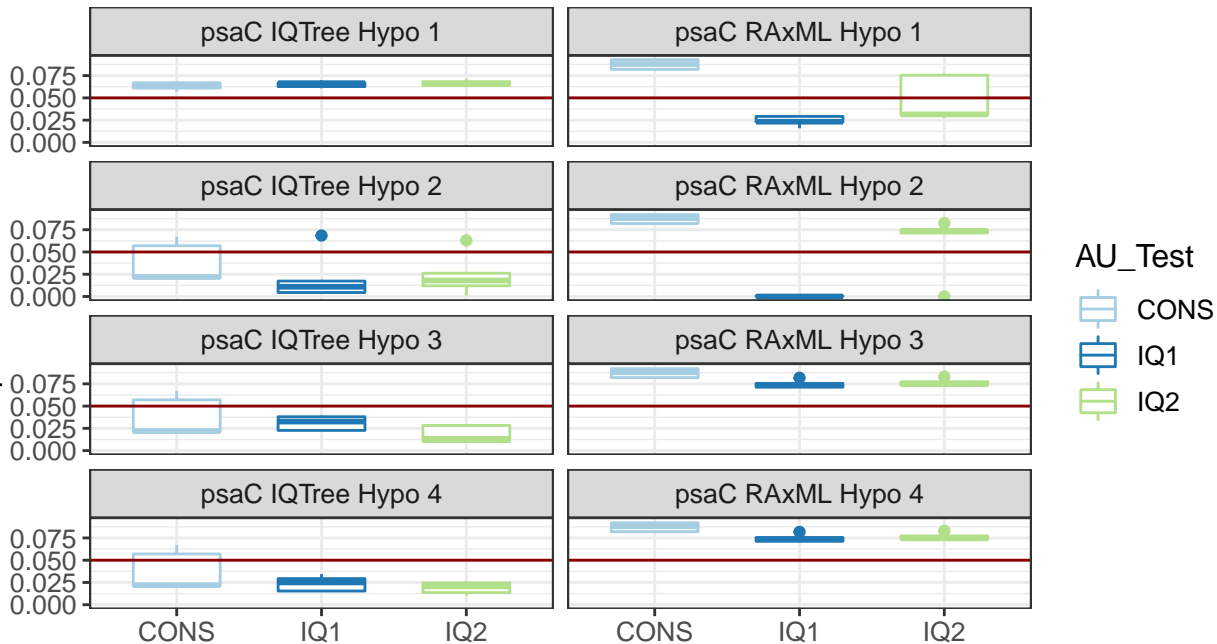 psaC IQTree Hypo 1
psaC RAxML Hypo 1
0.075
0.050
0.025
0.000
psaC IQTree Hypo 2
psaC RAxML Hypo 2
0.075
0.050
0.025
0.000
psaC IQTree Hypo 3
psaC RAxML Hypo 3
0.075
0.050
0.025
0.000
psaC IQTree Hypo 4
psaC RAxML Hypo 4
0.075
0.050
0.025
0.000
CONS IQ1 IQ2 CONS IQ1 IQ2
AU_Test
CONS
IQ1
IQ2